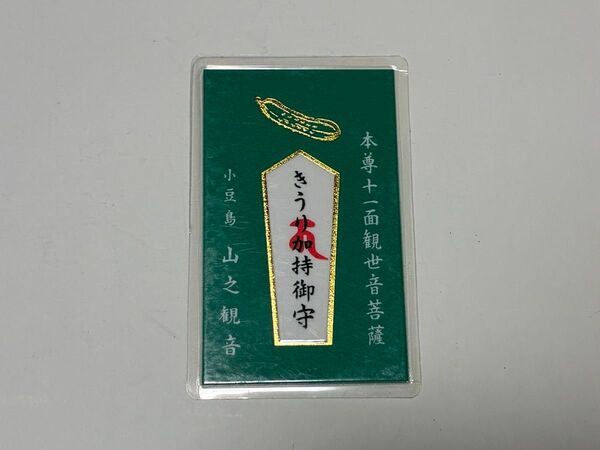 本尊十一面観世音菩薩
きうり加持御守
小豆島 山之観音